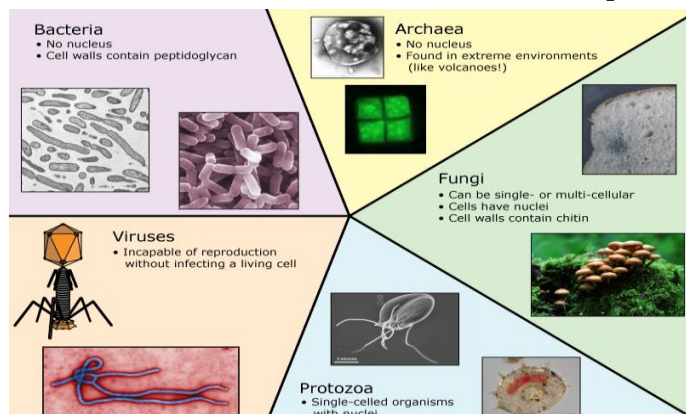 Bacteria
• No nucleus
• Cell walls contain peptidoglycan
Archaea
• No nucleus
• Found in extreme environments
(like volcanoes!)
Fungi
• Can be single- or multi-cellular
• Cells have nuclei
• Cell walls contain chitin
Viruses
• Incapable of reproduction
without infecting a living cell
Protozoa
• Single-celled organisms
with nuclei